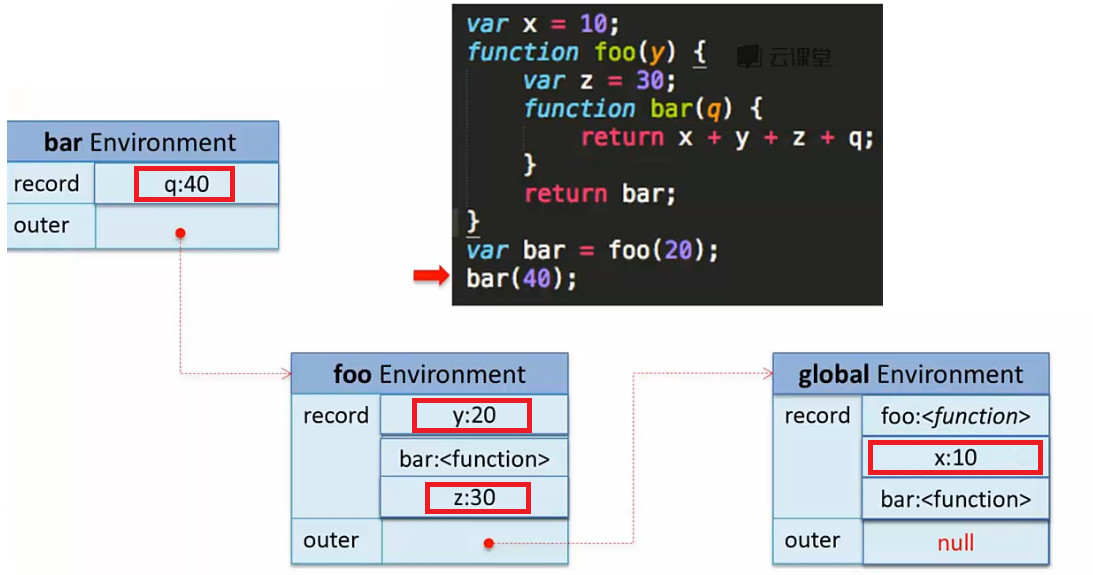 var x = 10;
function foo(y) {
云课堂
var z = 30;
function bar(q) {
return x + y + z + q;
}
return bar;
}
var bar = foo(20);
bar(40);
bar Environment
record q:40
outer
foo Environment
record y:20
bar:<function>
z:30
outer
global Environment
record foo:<function>
x:10
bar:<function>
outer null